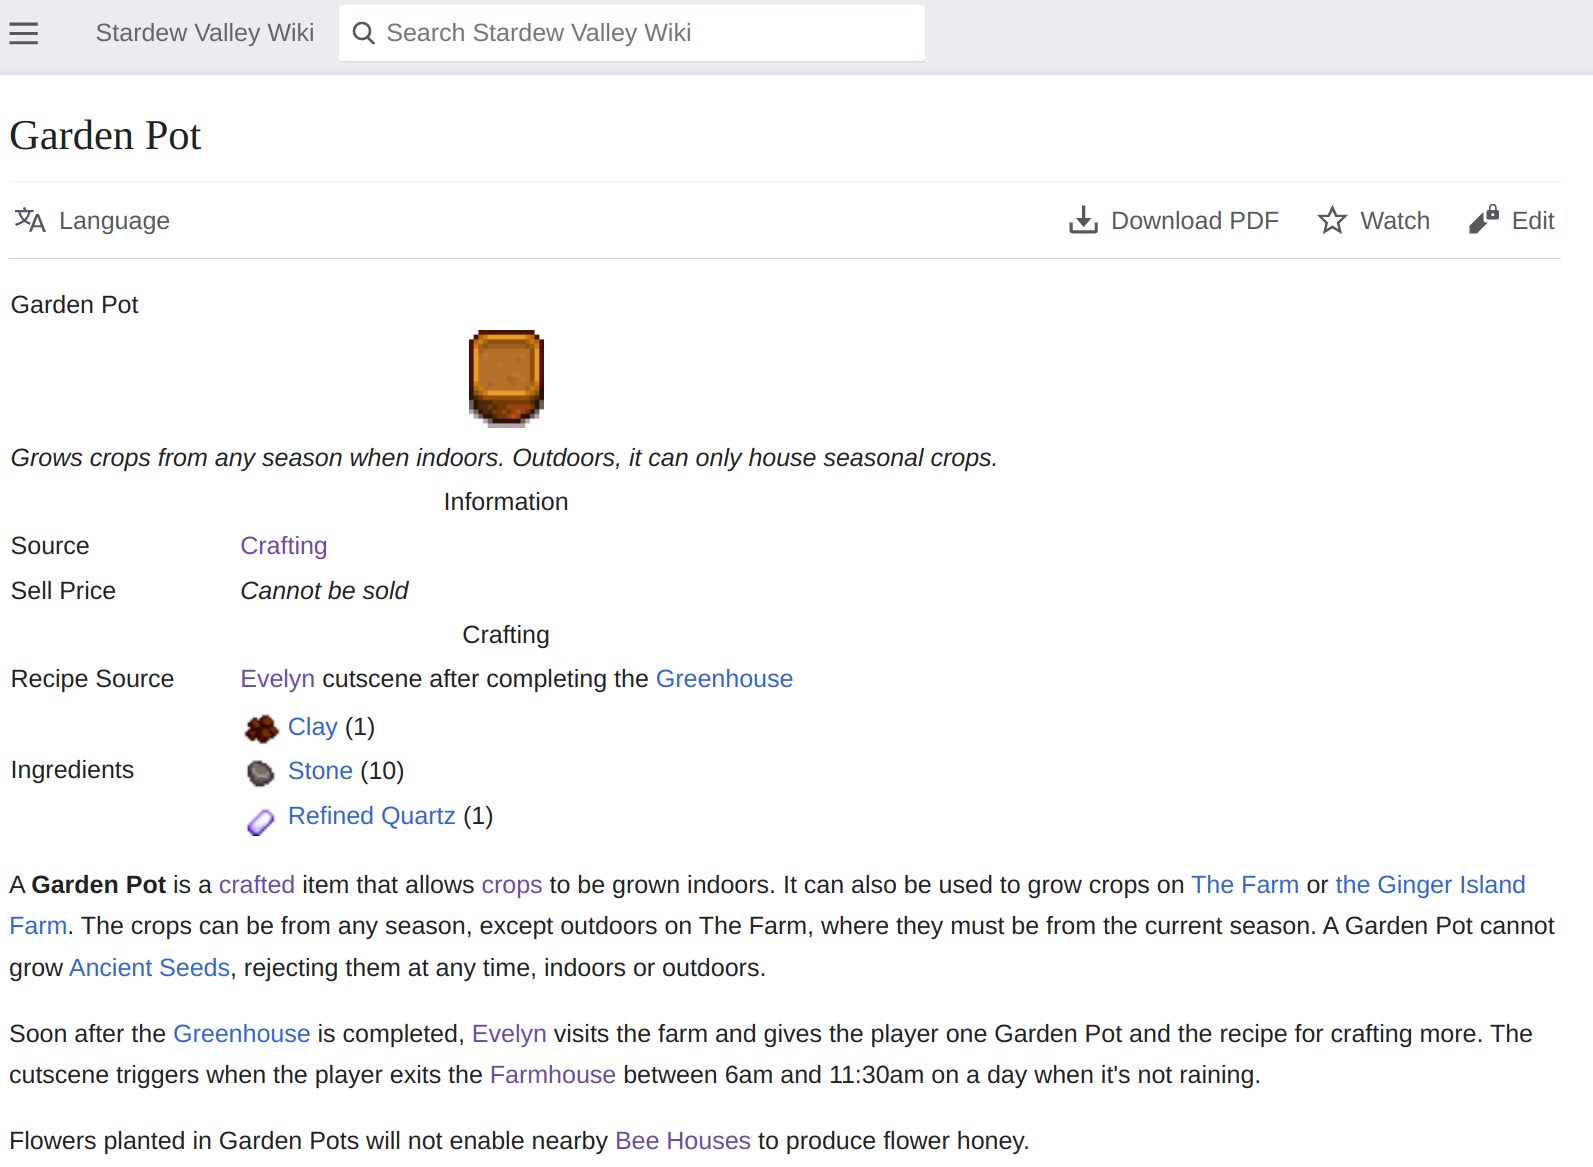 Stardew Valley Wiki
Search Stardew Valley Wiki
Garden Pot
Language
Download PDF
Watch
Edit
Garden Pot
Grows crops from any season when indoors. Outdoors, it can only house seasonal crops.
Information
Source Crafting
Sell Price Cannot be sold
Crafting
Recipe Source Evelyn cutscene after completing the Greenhouse
Ingredients
Clay (1)
Stone (10)
Refined Quartz (1)
A Garden Pot is a crafted item that allows crops to be grown indoors. It can also be used to grow crops on The Farm or the Ginger Island
Farm. The crops can be from any season, except outdoors on The Farm, where they must be from the current season. A Garden Pot cannot
grow Ancient Seeds, rejecting them at any time, indoors or outdoors.
Soon after the Greenhouse is completed, Evelyn visits the farm and gives the player one Garden Pot and the recipe for crafting more. The
cutscene triggers when the player exits the Farmhouse between 6am and 11:30am on a day when it's not raining.
Flowers planted in Garden Pots will not enable nearby Bee Houses to produce flower honey.